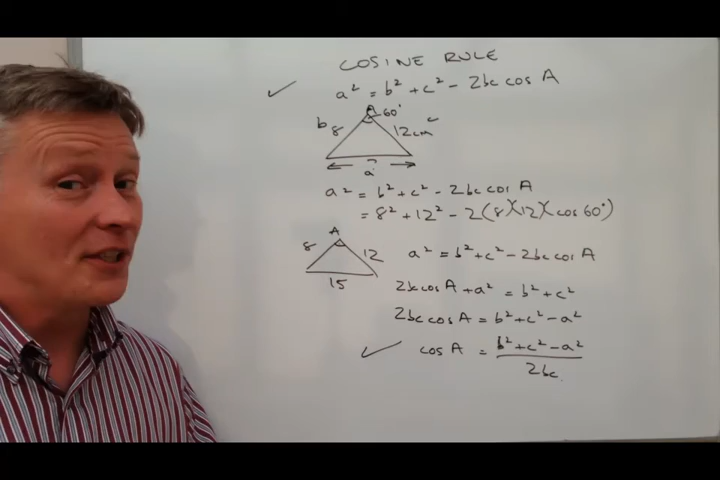 COSINE RULE
✓ a² = b² + c² - 2bc cos A
A 60°
b 8 12cm c
?
a
a² = b² + c² - 2bc cos A
= 8² + 12² - 2(8)(12)(cos 60°)
A
8 12
15
a² = b² + c² - 2bc cos A
2bc cos A + a² = b² + c²
2bc cos A = b² + c² - a²
✓ cos A = b² + c² - a²
2bc.